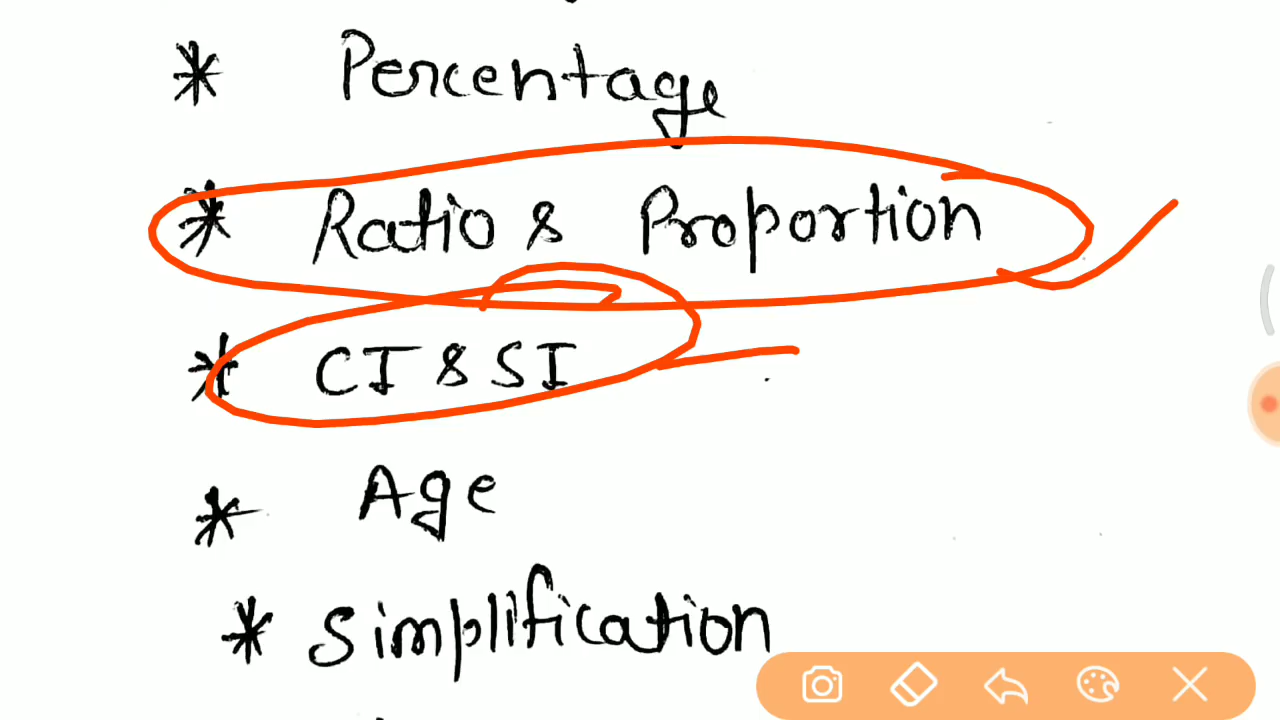 * Percentage
* Ratio & Proportion
* CI & SI
* Age
* Simplification